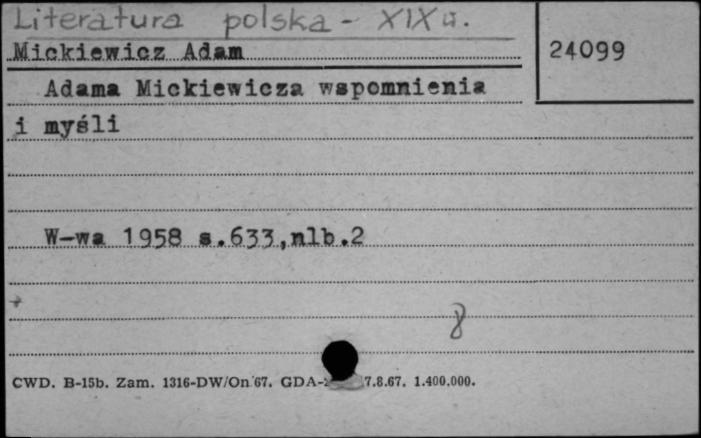 Literatura polska - XIX w.
Mickiewicz Adam
24099
Adama Mickiewicza wspomnienia
i myśli
W-wa 1958 s.633,nlb.2
8
CWD. B-15b. Zam. 1316-DW/On 67. GDA- 7.8.67. 1.400.000.